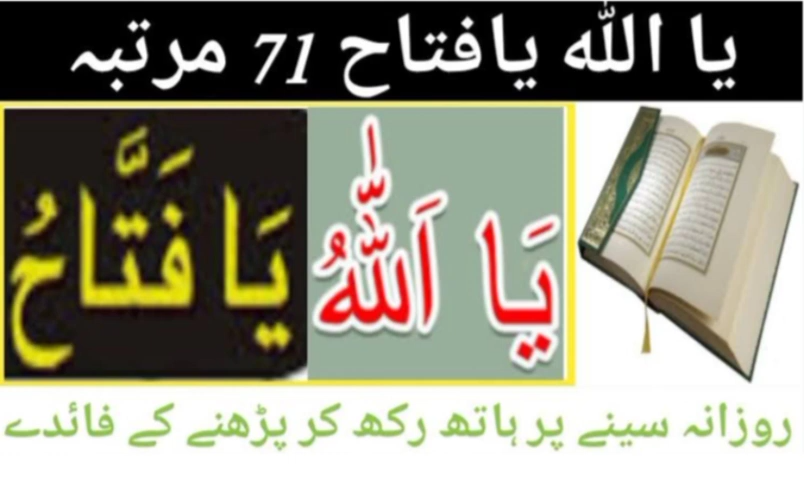 یا اللہ یافتاح 71 مرتبہ
یَا اَللّٰہُ
یَا فَتَّاحُ
روزانہ سینے پر ہاتھ رکھ کر پڑھنے کے فائدے